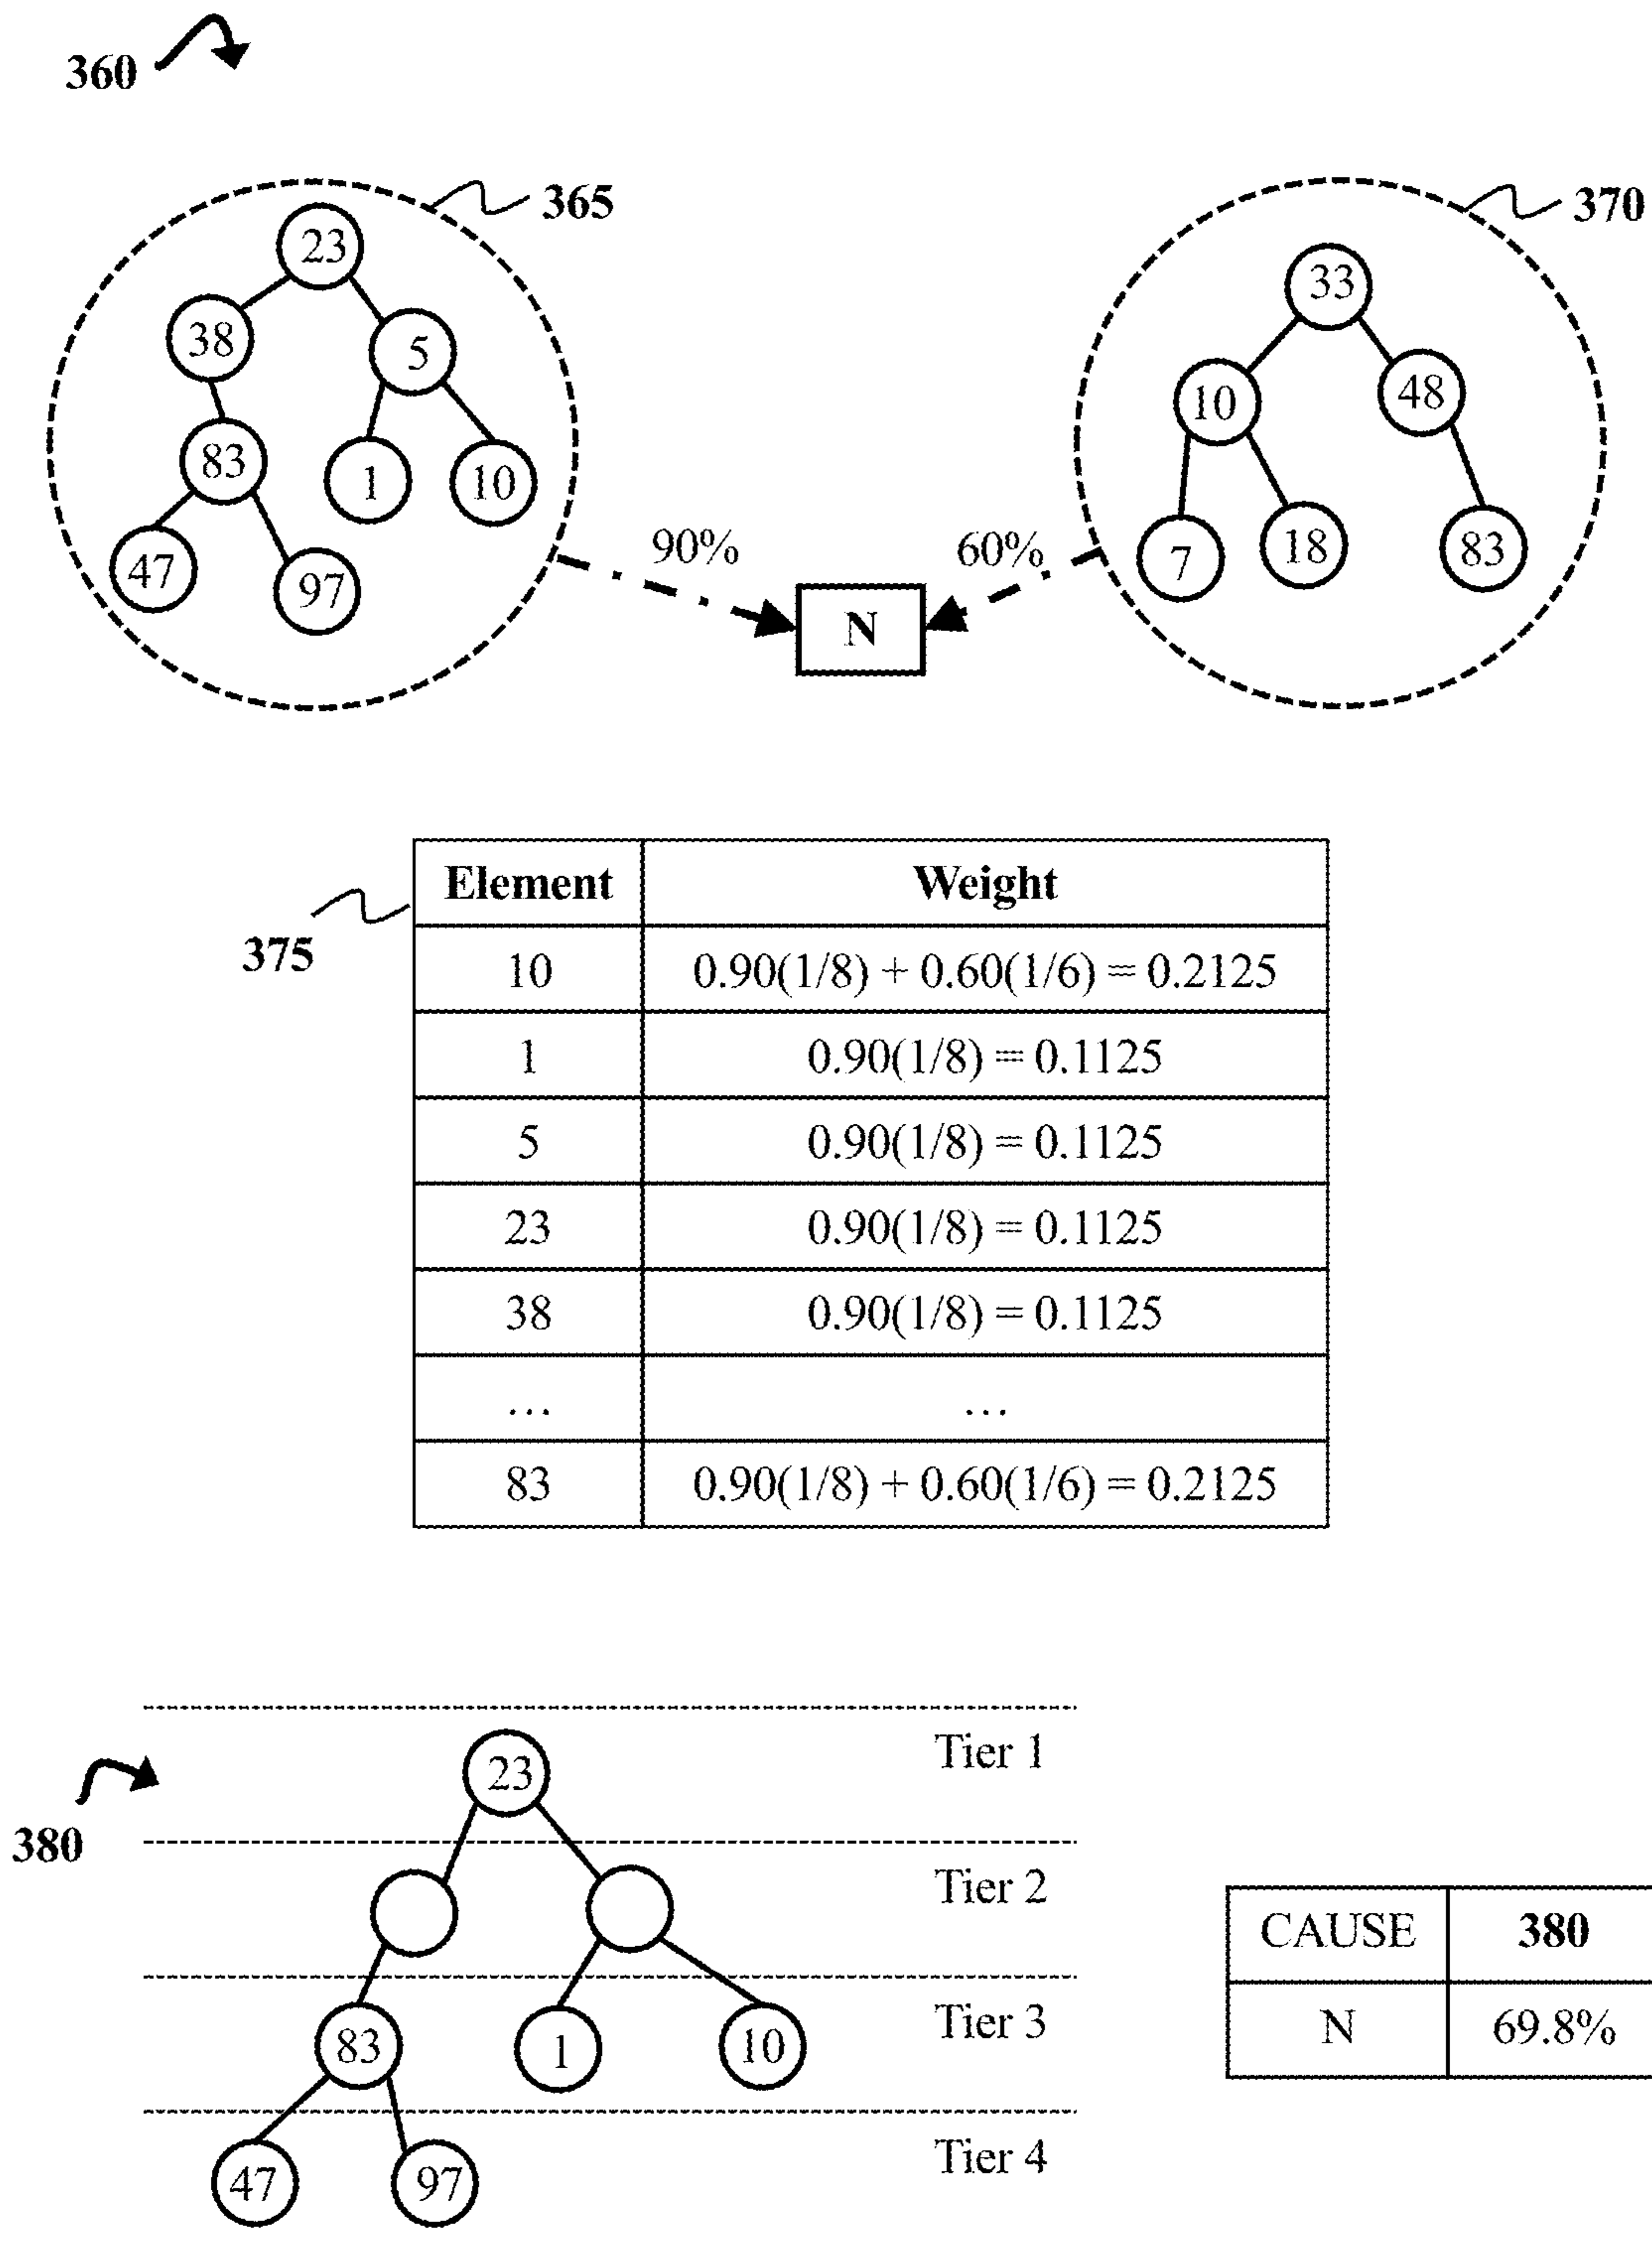 360
365
370
23
38
5
83
1
10
47
97
33
10
48
7
18
83
90%
60%
N
375
Element Weight
10 0.90(1/8) + 0.60(1/6) = 0.2125
1 0.90(1/8) = 0.1125
5 0.90(1/8) = 0.1125
23 0.90(1/8) = 0.1125
38 0.90(1/8) = 0.1125
... ...
83 0.90(1/8) + 0.60(1/6) = 0.2125
380
23
Tier 1
Tier 2
83
1
10
Tier 3
47
97
Tier 4
CAUSE 380
N 69.8%